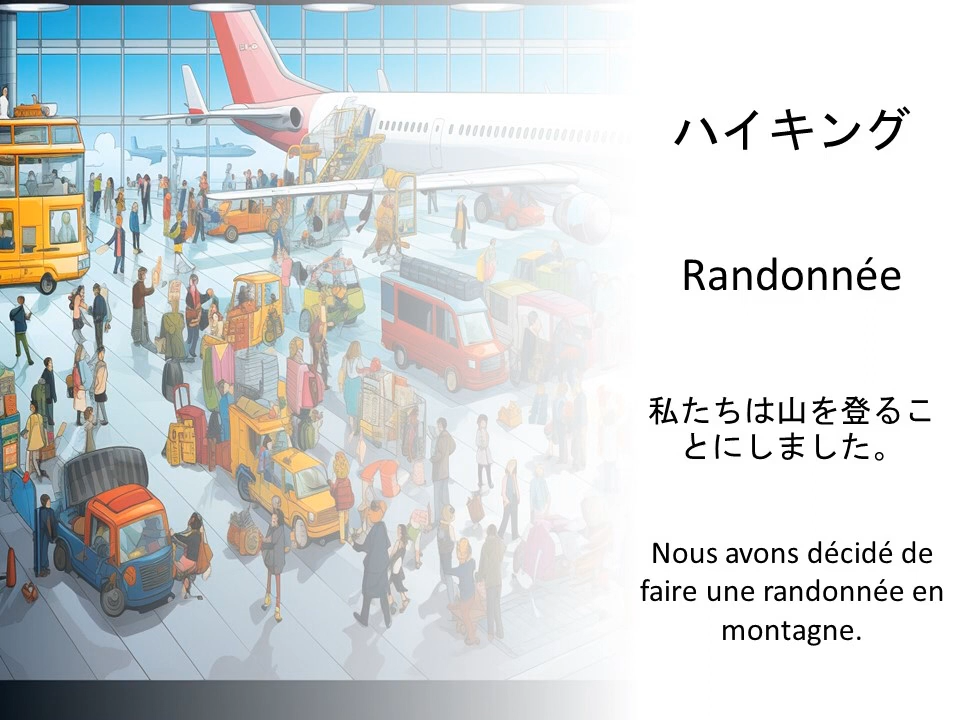 ハイキング
Randonnée
私たちは山を登るこ
とにしました。
Nous avons décidé de
faire une randonnée en
montagne.